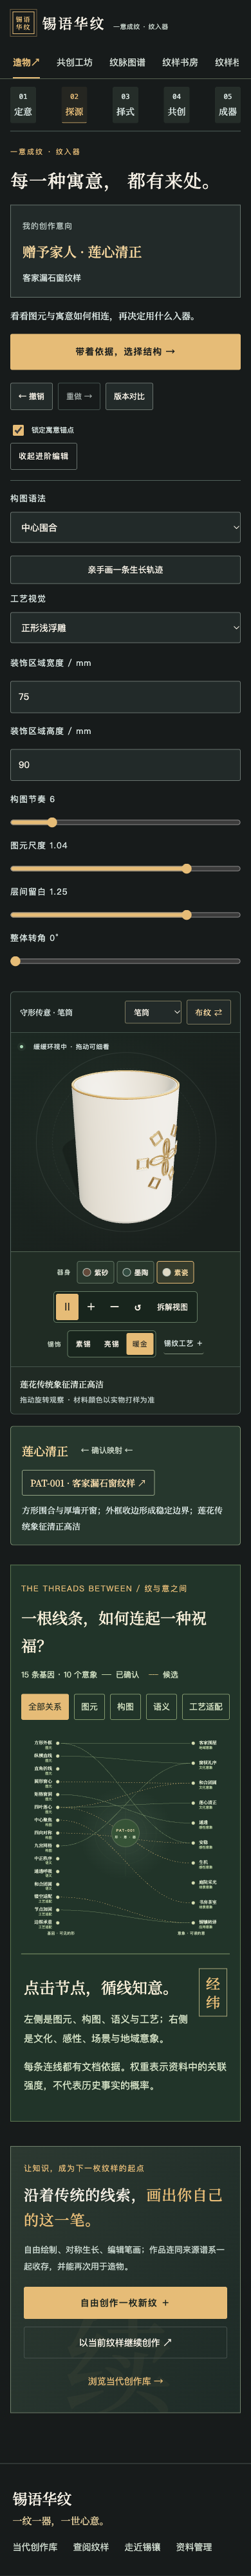 锡语
华纹
锡语华纹
一意成纹 · 纹入器
造物↗ 共创工坊 纹脉图谱 纹样书房
01 02 03 04 05
定意 探源 择式 共创 成器
一意成纹 · 纹入器
每一种寓意，都有来处。
我的创作意向
赠予家人 · 莲心清正
客家漏石窗纹样
看看图元与寓意如何相连，再决定用什么入器。
带着依据，选择结构 →
← 撤销 重做 → 版本对比
锁定寓意锚点
收起进阶编辑
构图语法
中心围合
亲手画一条生长轨迹
工艺视觉
正形浅浮雕
装饰区域宽度 / mm
75
装饰区域高度 / mm
90
构图节奏 6
图元尺度 1.04
层间留白 1.25
整体转角 0°
守形传意 · 笔筒 笔筒 布纹 ⇄
缓缓环视中 · 拖动可细看
器身 紫砂 墨陶 素瓷
II + — ↺ 拆解视图
锡饰 素锡 亮锡 暖金 锡纹工艺 +
莲花传统象征清正高洁
拖动旋转观察 · 材料颜色以实物打样为准
莲心清正 ← 确认映射 ←
PAT-001 · 客家漏石窗纹样 ↗
方形围合与厚墙开窗；外框收边形成稳定边界；莲花传
统象征清正高洁
THE THREADS BETWEEN / 纹与意之间
一根线条，如何连起一种祝
福？
15 条基因 · 10 个意象 — 已确认 — 候选
全部关系 图元 构图 语义 工艺适配
PAT-001
点击节点，循线知意。
经
纬
左侧是图元、构图、语义与工艺；右侧
是文化、感性、场景与地域意象。
每条连线都有文档依据。权重表示资料中的关联
强度，不代表历史事实的概率。
让知识，成为下一枚纹样的起点
沿着传统的线索，画出你自己
的这一笔。
自由绘制、对称生长、编辑笔画；作品连同来源谱系一
起收存，并能再次用于造物。
自由创作一枚新纹 +
以当前纹样继续创作 ↗
浏览当代创作库 →
锡语华纹
一纹一器，一世心意。
当代创作库 查阅纹样 走近锡镶 资料管理